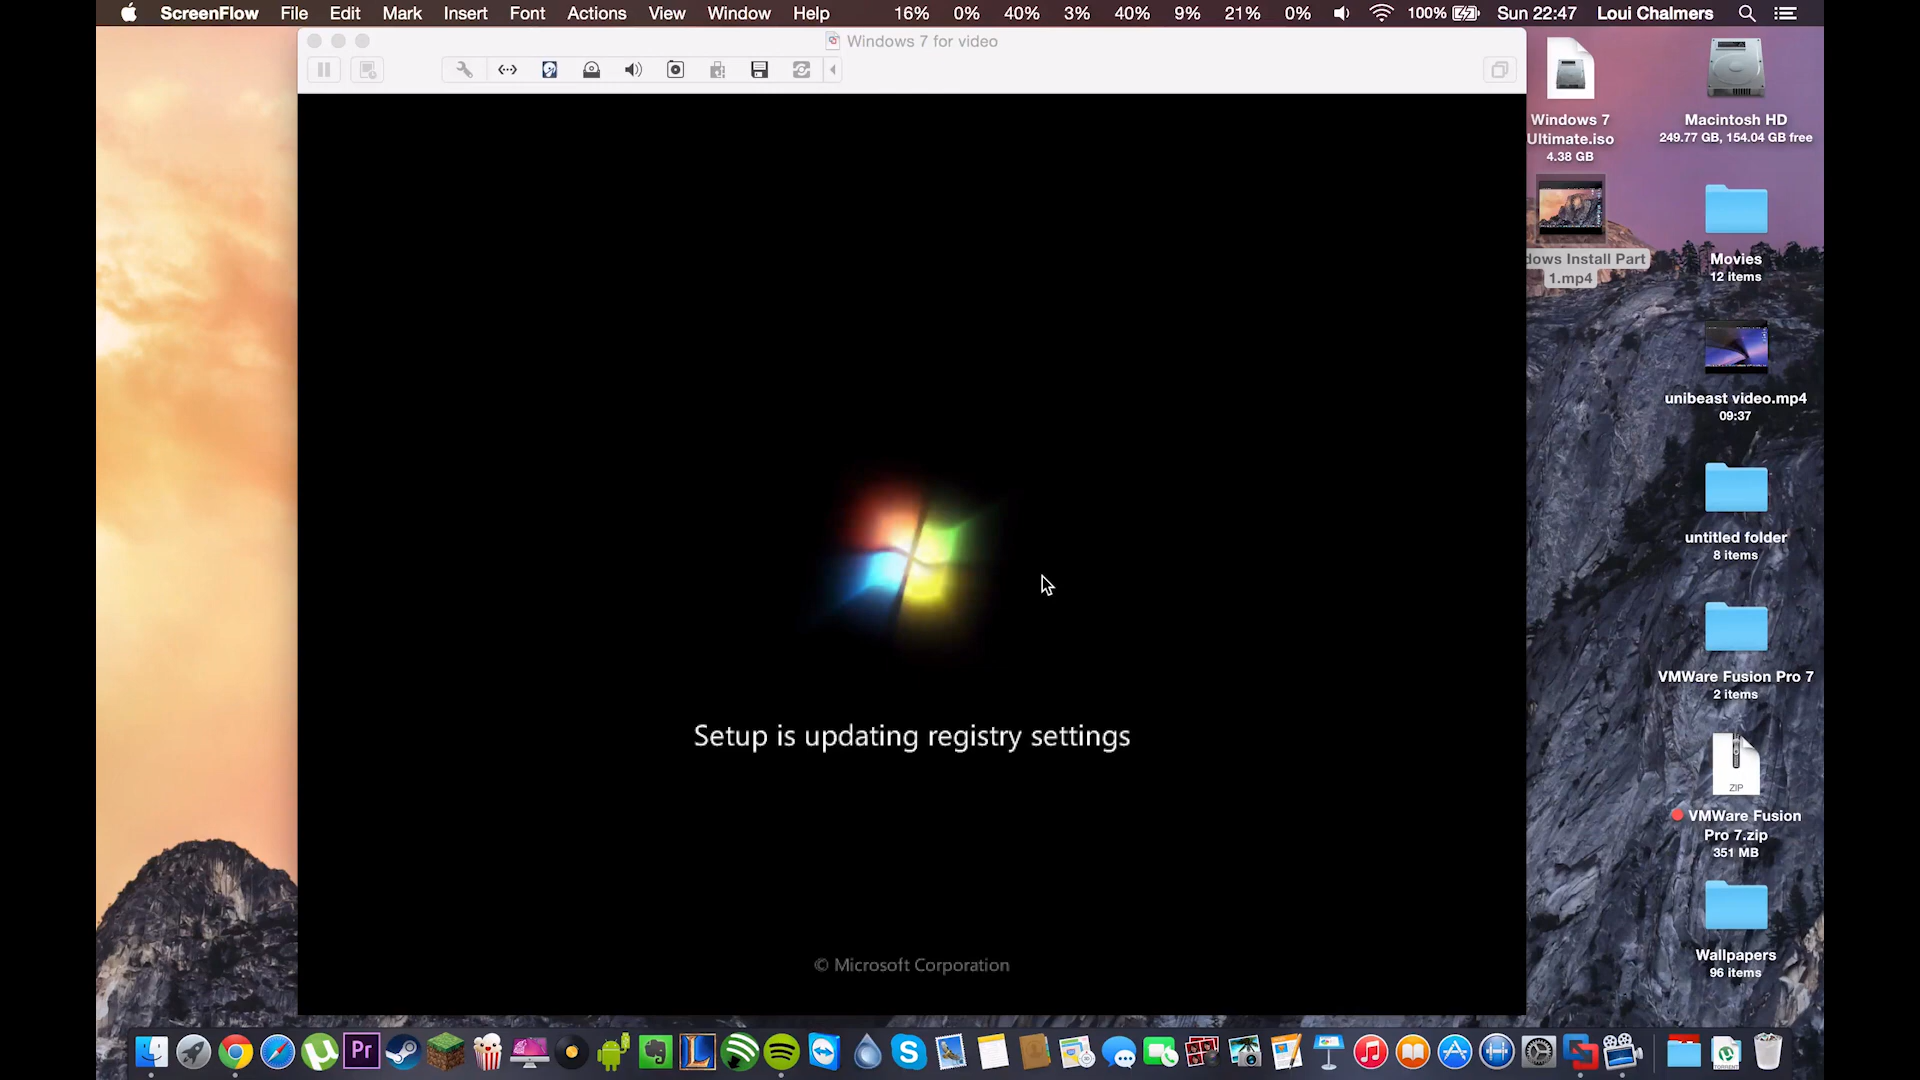 ScreenFlow File Edit Mark Insert Font Actions View Window Help 16% 0% 40% 3% 40% 9% 21% 0% 100% Sun 22:47 Loui Chalmers
Windows 7 for video
Windows 7
Ultimate.iso
4.38 GB
Macintosh HD
249.77 GB, 154.04 GB free
dows Install Part
1.mp4
Movies
12 items
unibeast video.mp4
09:37
untitled folder
8 items
Setup is updating registry settings
© Microsoft Corporation
VMWare Fusion Pro 7
2 items
ZIP
VMWare Fusion
Pro 7.zip
351 MB
Wallpapers
96 items
Pr
TORRENT